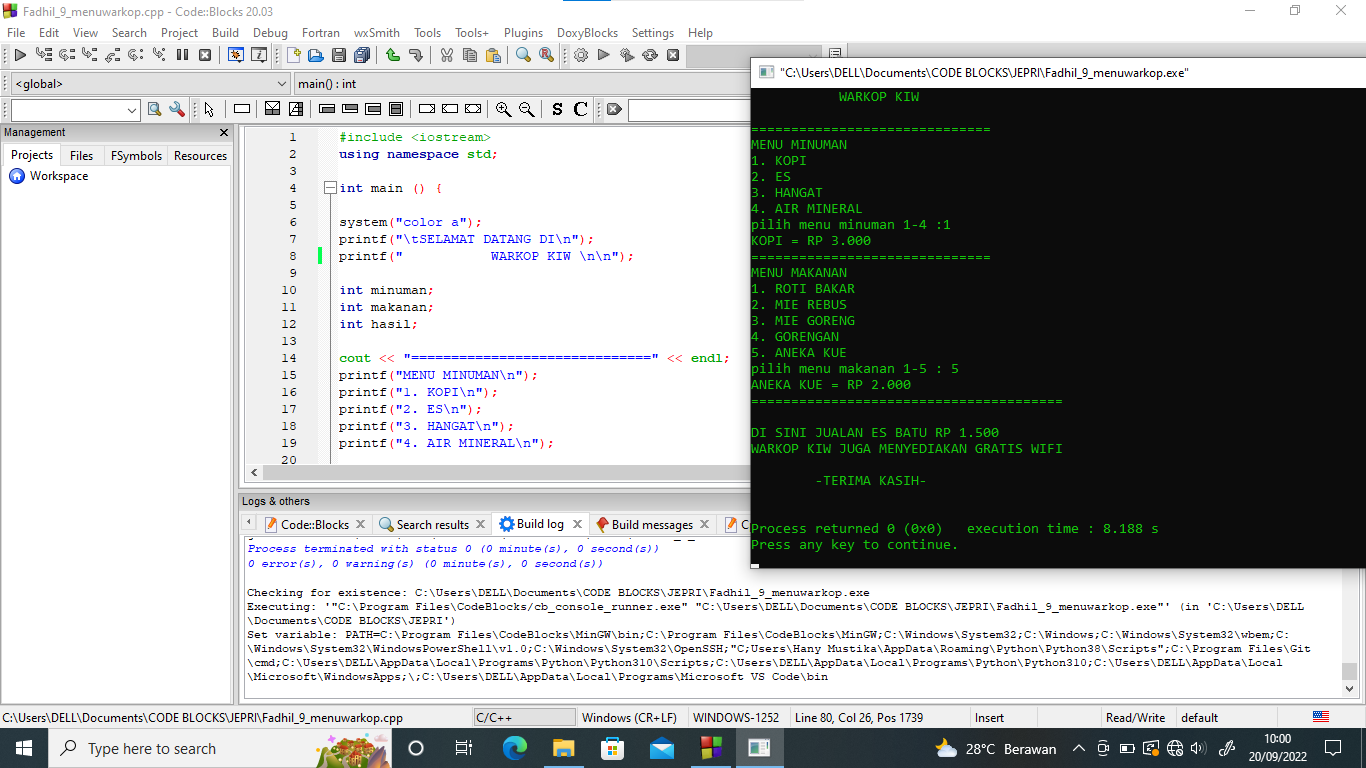 Fadhil_9_menuwarkop.cpp - Code::Blocks 20.03
File Edit View Search Project Build Debug Fortran wxSmith Tools Tools+ Plugins DoxyBlocks Settings Help
<global>
main() : int
S C
Management
Projects Files FSymbols Resources
Workspace
1 #include <iostream>
2 using namespace std;
3
4 int main () {
5
6 system("color a");
7 printf("\tSELAMAT DATANG DI\n");
8 printf("           WARKOP KIW \n\n");
9
10 int minuman;
11 int makanan;
12 int hasil;
13
14 cout << "==============================" << endl;
15 printf("MENU MINUMAN\n");
16 printf("1. KOPI\n");
17 printf("2. ES\n");
18 printf("3. HANGAT\n");
19 printf("4. AIR MINERAL\n");
20
"C:\Users\DELL\Documents\CODE BLOCKS\JEPRI\Fadhil_9_menuwarkop.exe"
WARKOP KIW
==============================
MENU MINUMAN
1. KOPI
2. ES
3. HANGAT
4. AIR MINERAL
pilih menu minuman 1-4 :1
KOPI = RP 3.000
==============================
MENU MAKANAN
1. ROTI BAKAR
2. MIE REBUS
3. MIE GORENG
4. GORENGAN
5. ANEKA KUE
pilih menu makanan 1-5 : 5
ANEKA KUE = RP 2.000
=======================================
DI SINI JUALAN ES BATU RP 1.500
WARKOP KIW JUGA MENYEDIAKAN GRATIS WIFI
-TERIMA KASIH-
Process returned 0 (0x0)   execution time : 8.188 s
Press any key to continue.
Logs & others
Code::Blocks Search results Build log Build messages
Process terminated with status 0 (0 minute(s), 0 second(s))
0 error(s), 0 warning(s) (0 minute(s), 0 second(s))
Checking for existence: C:\Users\DELL\Documents\CODE BLOCKS\JEPRI\Fadhil_9_menuwarkop.exe
Executing: '"C:\Program Files\CodeBlocks/cb_console_runner.exe" "C:\Users\DELL\Documents\CODE BLOCKS\JEPRI\Fadhil_9_menuwarkop.exe"' (in 'C:\Users\DELL
\Documents\CODE BLOCKS\JEPRI')
Set variable: PATH=C:\Program Files\CodeBlocks\MinGW\bin;C:\Program Files\CodeBlocks\MinGW;C:\Windows\System32;C:\Windows;C:\Windows\System32\wbem;C:
\Windows\System32\WindowsPowerShell\v1.0;C:\Windows\System32\OpenSSH;"C;Users\Hany Mustika\AppData\Roaming\Python\Python38\Scripts";C:\Program Files\Git
\cmd;C:\Users\DELL\AppData\Local\Programs\Python\Python310\Scripts;C:\Users\DELL\AppData\Local\Programs\Python\Python310;C:\Users\DELL\AppData\Local
\Microsoft\WindowsApps;\;C:\Users\DELL\AppData\Local\Programs\Microsoft VS Code\bin
C:\Users\DELL\Documents\CODE BLOCKS\JEPRI\Fadhil_9_menuwarkop.cpp C/C++ Windows (CR+LF) WINDOWS-1252 Line 80, Col 26, Pos 1739 Insert Read/Write default
Type here to search
28°C Berawan
10:00
20/09/2022